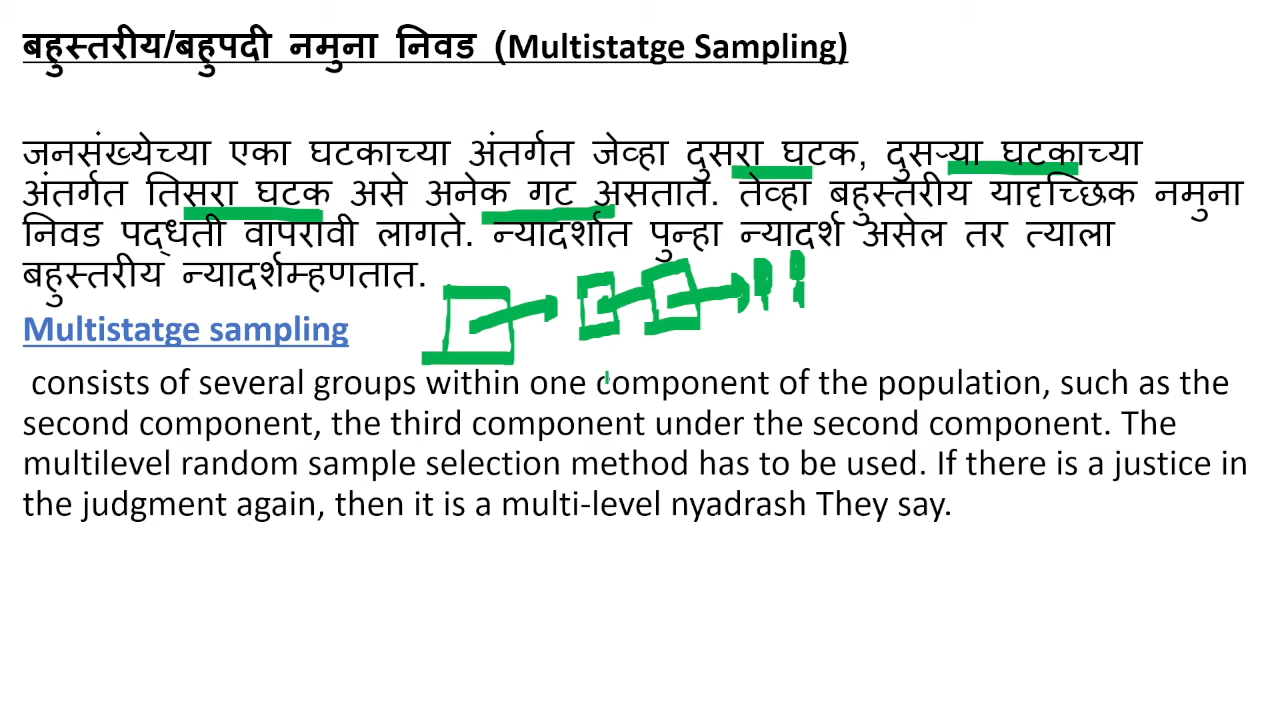 बहुस्तरीय/बहुपदी नमुना निवड (Multistatge Sampling)
जनसंख्येच्या एका घटकाच्या अंतर्गत जेव्हा दुसरा घटक, दुसऱ्या घटकाच्या
अंतर्गत तिसरा घटक असे अनेक गट असतात. तेव्हा बहुस्तरीय यादृच्छिक नमुना
निवड पद्धती वापरावी लागते. न्यादर्शात पुन्हा न्यादर्श असेल तर त्याला
बहुस्तरीय न्यादर्शम्हणतात.
Multistatge sampling
consists of several groups within one component of the population, such as the
second component, the third component under the second component. The
multilevel random sample selection method has to be used. If there is a justice in
the judgment again, then it is a multi-level nyadrash They say.